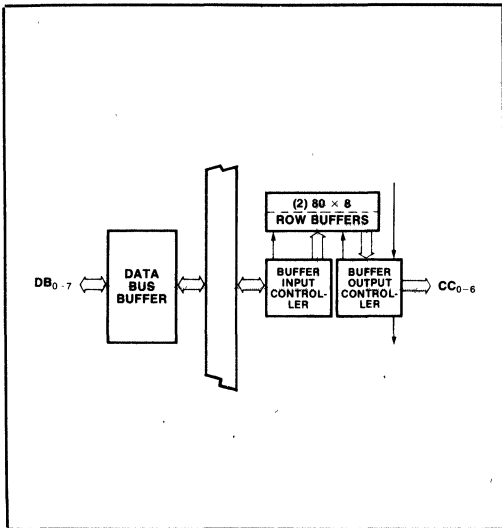 (2) 80 × 8
ROW BUFFERS
DB0-7
DATA
BUS
BUFFER
BUFFER
INPUT
CONTROL-
LER
BUFFER
OUTPUT
CONTROL-
LER
CC0-6